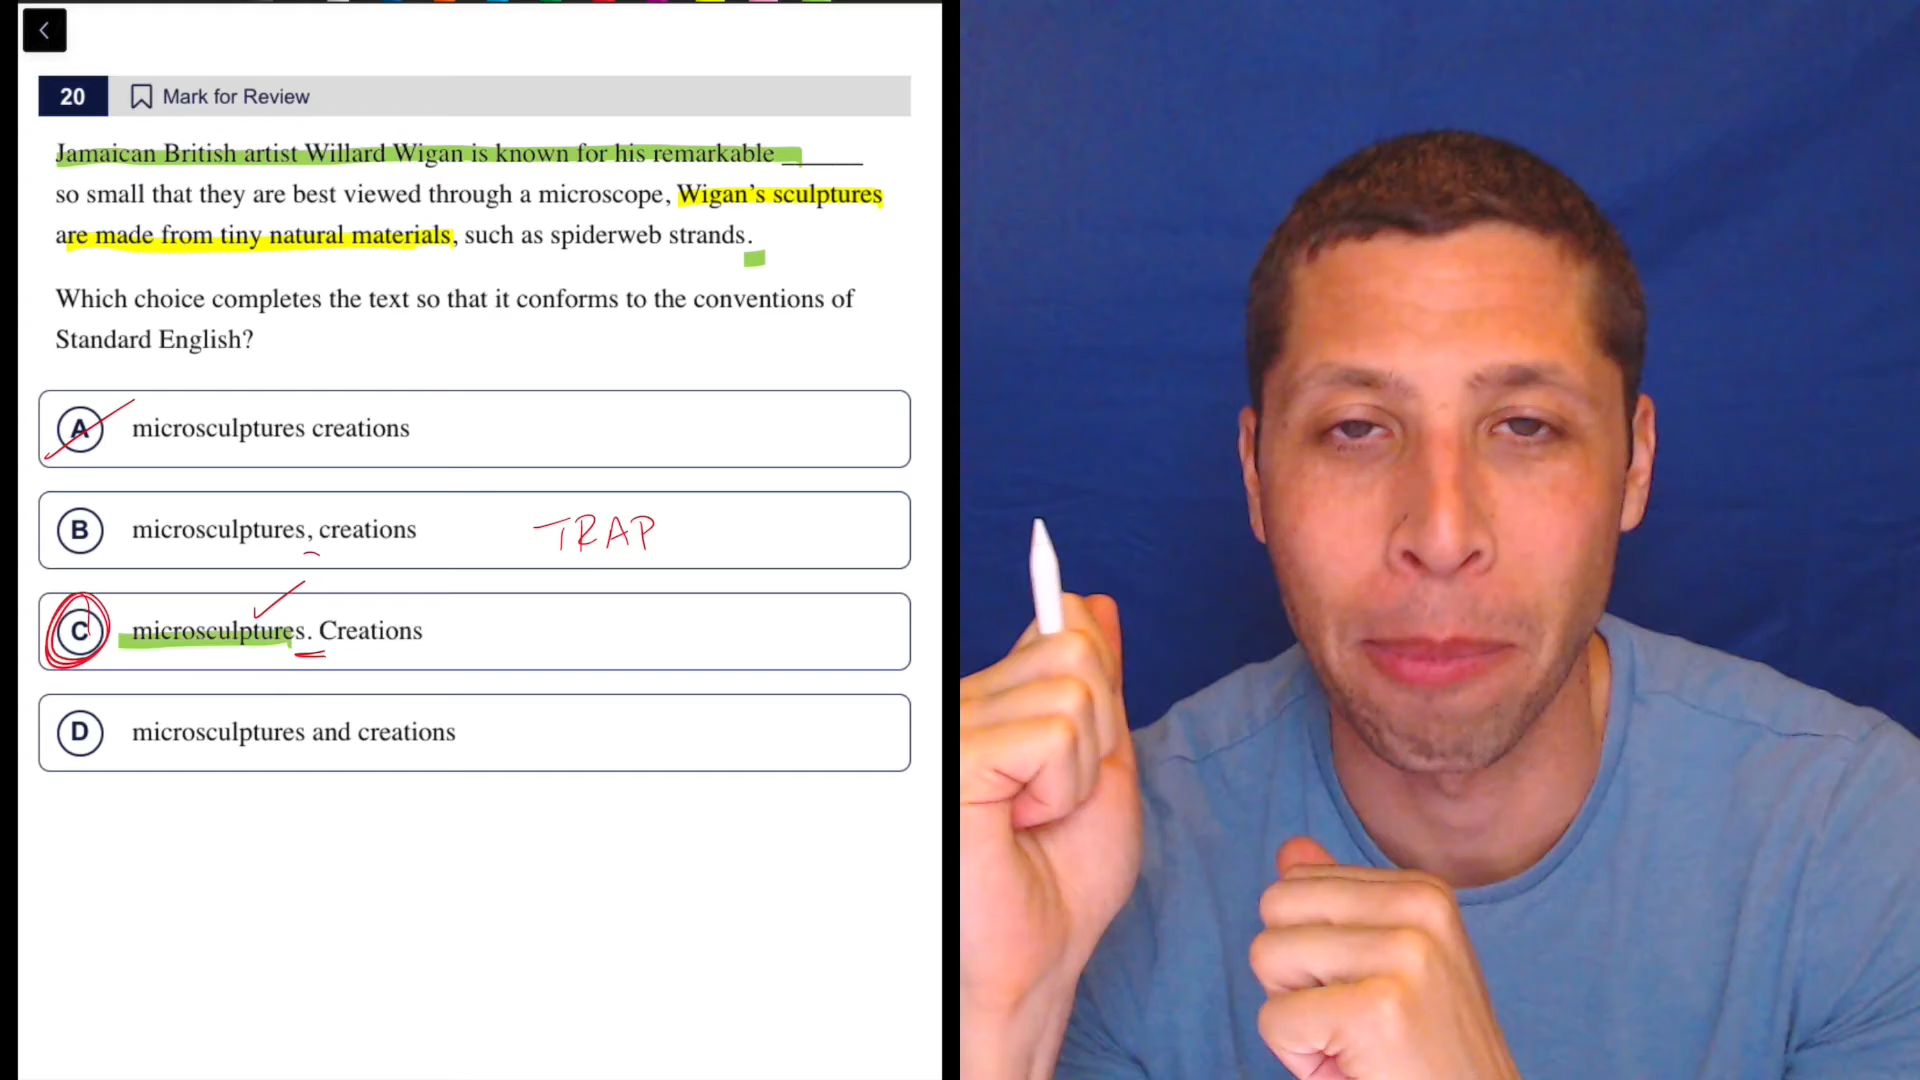 20 Mark for Review
Jamaican British artist Willard Wigan is known for his remarkable ______
so small that they are best viewed through a microscope, Wigan’s sculptures
are made from tiny natural materials, such as spiderweb strands.
Which choice completes the text so that it conforms to the conventions of
Standard English?
A microsculptures creations
B microsculptures, creations TRAP
C microsculptures. Creations
D microsculptures and creations